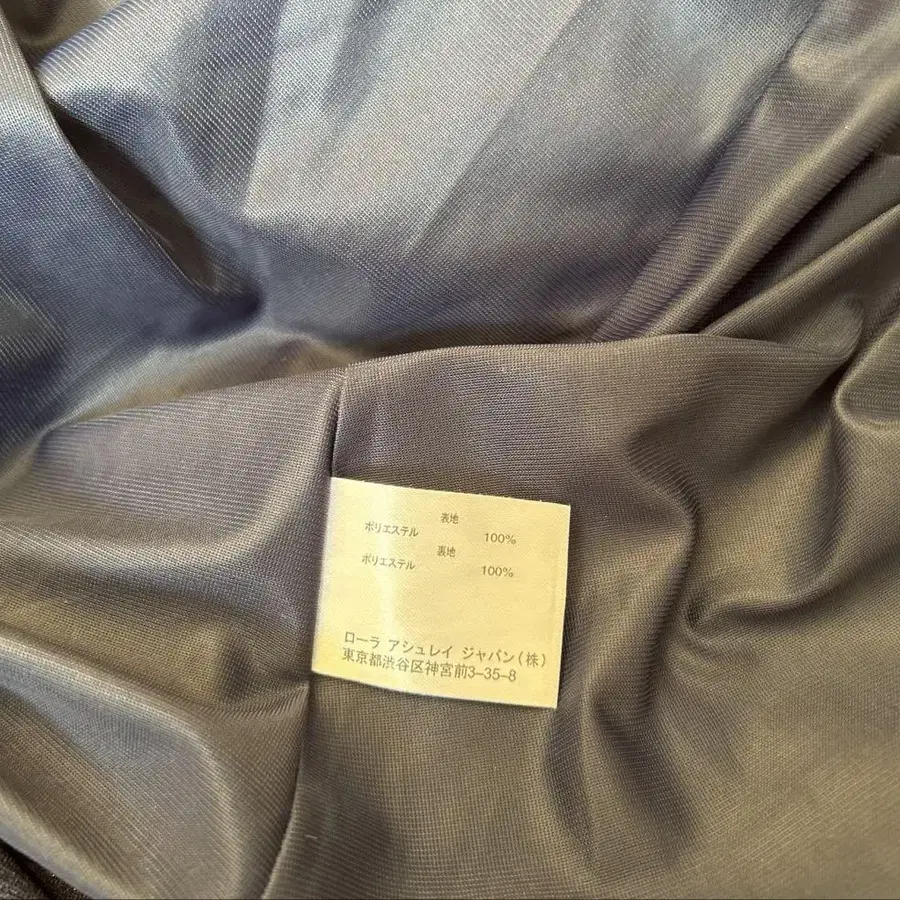 表地
ポリエステル 100%
裏地
ポリエステル 100%
ローラ アシュレイ ジャパン(株)
東京都渋谷区神宮前3-35-8